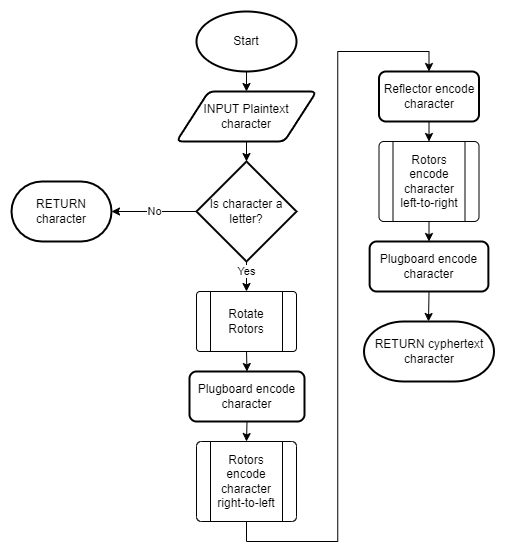 Start
INPUT Plaintext
character
Is character a
letter?
No
RETURN
character
Yes
Rotate
Rotors
Plugboard encode
character
Rotors
encode
character
right-to-left
Reflector encode
character
Rotors
encode
character
left-to-right
Plugboard encode
character
RETURN cyphertext
character